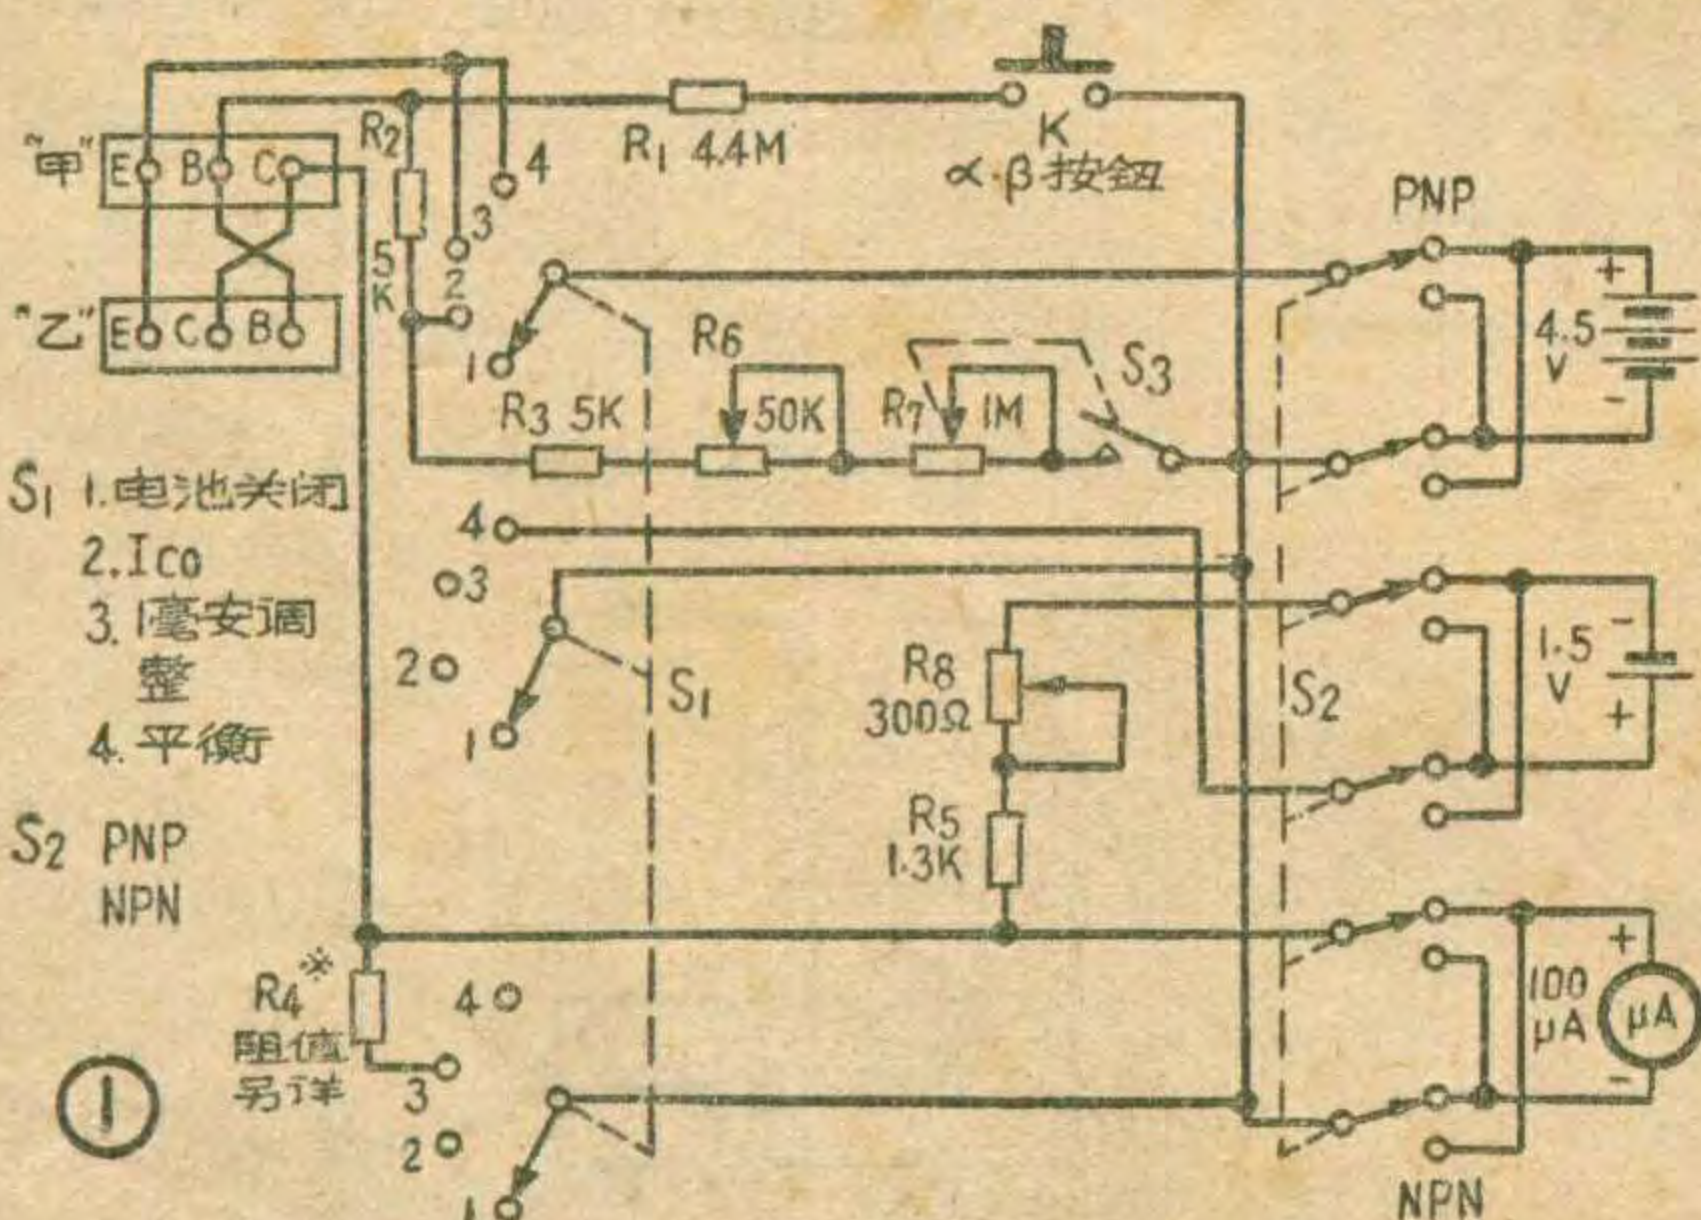 "甲" E B C
"乙" E C B
R2
5K
1
2
3
4
R1 4.4M
K
α·β按鈕
PNP
+
4.5
V
-
R3 5K
R6
50K
R7
1M
S3
S1 1.电池关闭
2.Ico
3.1毫安调
整
4.平衡
S2 PNP
NPN
4
3
2
1
S1
R8
300Ω
R5
1.3K
S2
-
1.5
V
+
R4※
阻值
另详
4
3
2
1
+
100
μA
μA
-
NPN
①